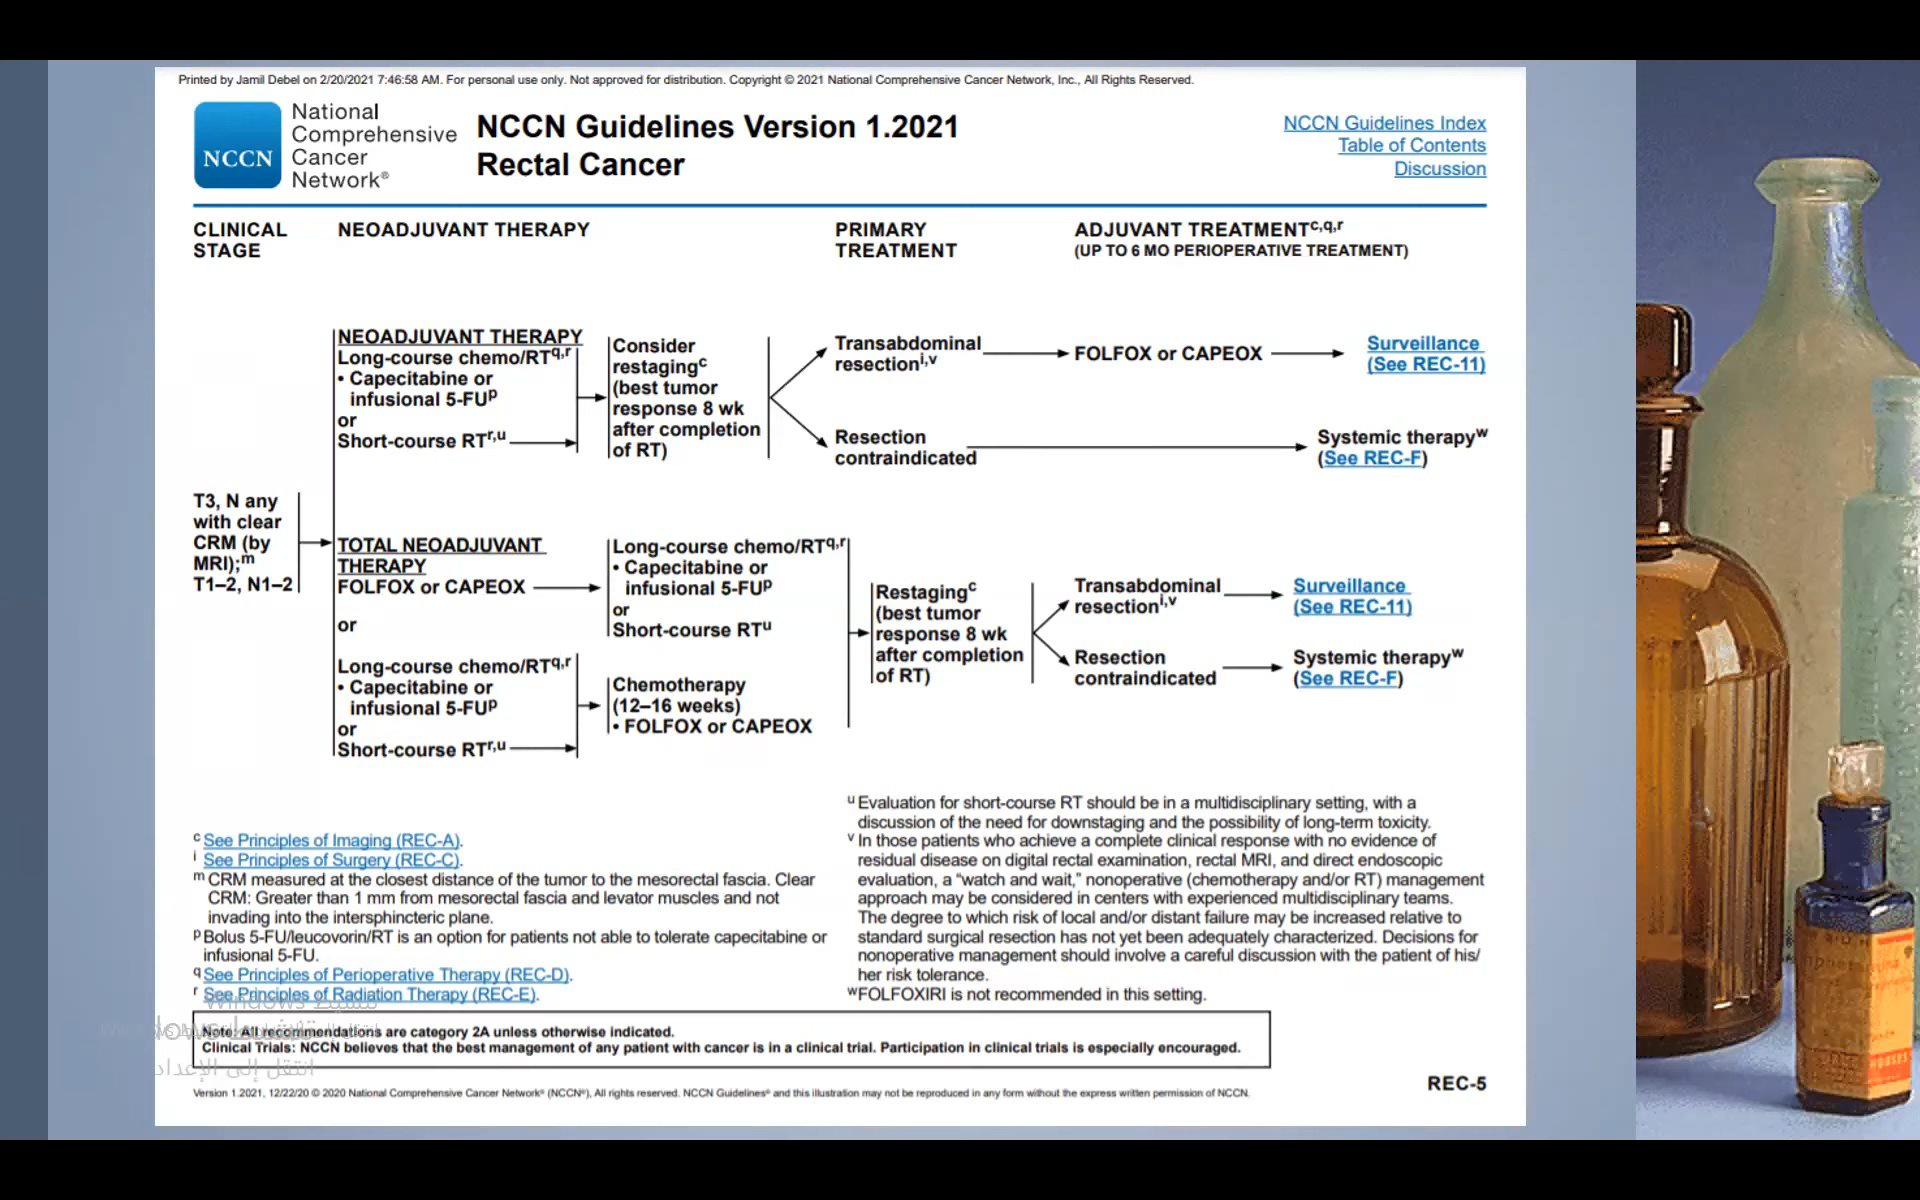 Printed by Jamil Debel on 2/20/2021 7:46:58 AM. For personal use only. Not approved for distribution. Copyright © 2021 National Comprehensive Cancer Network, Inc., All Rights Reserved.
NCCN
National
Comprehensive
Cancer
Network®
NCCN Guidelines Version 1.2021
Rectal Cancer
NCCN Guidelines Index
Table of Contents
Discussion
CLINICAL
STAGE
NEOADJUVANT THERAPY
PRIMARY
TREATMENT
ADJUVANT TREATMENTc,q,r
(UP TO 6 MO PERIOPERATIVE TREATMENT)
T3, N any
with clear
CRM (by
MRI);m
T1–2, N1–2
NEOADJUVANT THERAPY
Long-course chemo/RTq,r
• Capecitabine or
infusional 5-FUp
or
Short-course RTr,u
Consider
restagingc
(best tumor
response 8 wk
after completion
of RT)
Transabdominal
resectioni,v
FOLFOX or CAPEOX
Surveillance
(See REC-11)
Resection
contraindicated
Systemic therapyw
(See REC-F)
TOTAL NEOADJUVANT
THERAPY
FOLFOX or CAPEOX
or
Long-course chemo/RTq,r
• Capecitabine or
infusional 5-FUp
or
Short-course RTr,u
Long-course chemo/RTq,r
• Capecitabine or
infusional 5-FUp
or
Short-course RTu
Chemotherapy
(12–16 weeks)
• FOLFOX or CAPEOX
Restagingc
(best tumor
response 8 wk
after completion
of RT)
Transabdominal
resectioni,v
Surveillance
(See REC-11)
Resection
contraindicated
Systemic therapyw
(See REC-F)
c See Principles of Imaging (REC-A).
i See Principles of Surgery (REC-C).
m CRM measured at the closest distance of the tumor to the mesorectal fascia. Clear
CRM: Greater than 1 mm from mesorectal fascia and levator muscles and not
invading into the intersphincteric plane.
p Bolus 5-FU/leucovorin/RT is an option for patients not able to tolerate capecitabine or
infusional 5-FU.
q See Principles of Perioperative Therapy (REC-D).
r See Principles of Radiation Therapy (REC-E).
u Evaluation for short-course RT should be in a multidisciplinary setting, with a
discussion of the need for downstaging and the possibility of long-term toxicity.
v In those patients who achieve a complete clinical response with no evidence of
residual disease on digital rectal examination, rectal MRI, and direct endoscopic
evaluation, a “watch and wait,” nonoperative (chemotherapy and/or RT) management
approach may be considered in centers with experienced multidisciplinary teams.
The degree to which risk of local and/or distant failure may be increased relative to
standard surgical resection has not yet been adequately characterized. Decisions for
nonoperative management should involve a careful discussion with the patient of his/
her risk tolerance.
w FOLFOXIRI is not recommended in this setting.
تنشيط Windows
انتقل إلى الإعداد
Note: All recommendations are category 2A unless otherwise indicated.
Clinical Trials: NCCN believes that the best management of any patient with cancer is in a clinical trial. Participation in clinical trials is especially encouraged.
Version 1.2021, 12/22/20 © 2020 National Comprehensive Cancer Network® (NCCN®), All rights reserved. NCCN Guidelines® and this illustration may not be reproduced in any form without the express written permission of NCCN.
REC-5